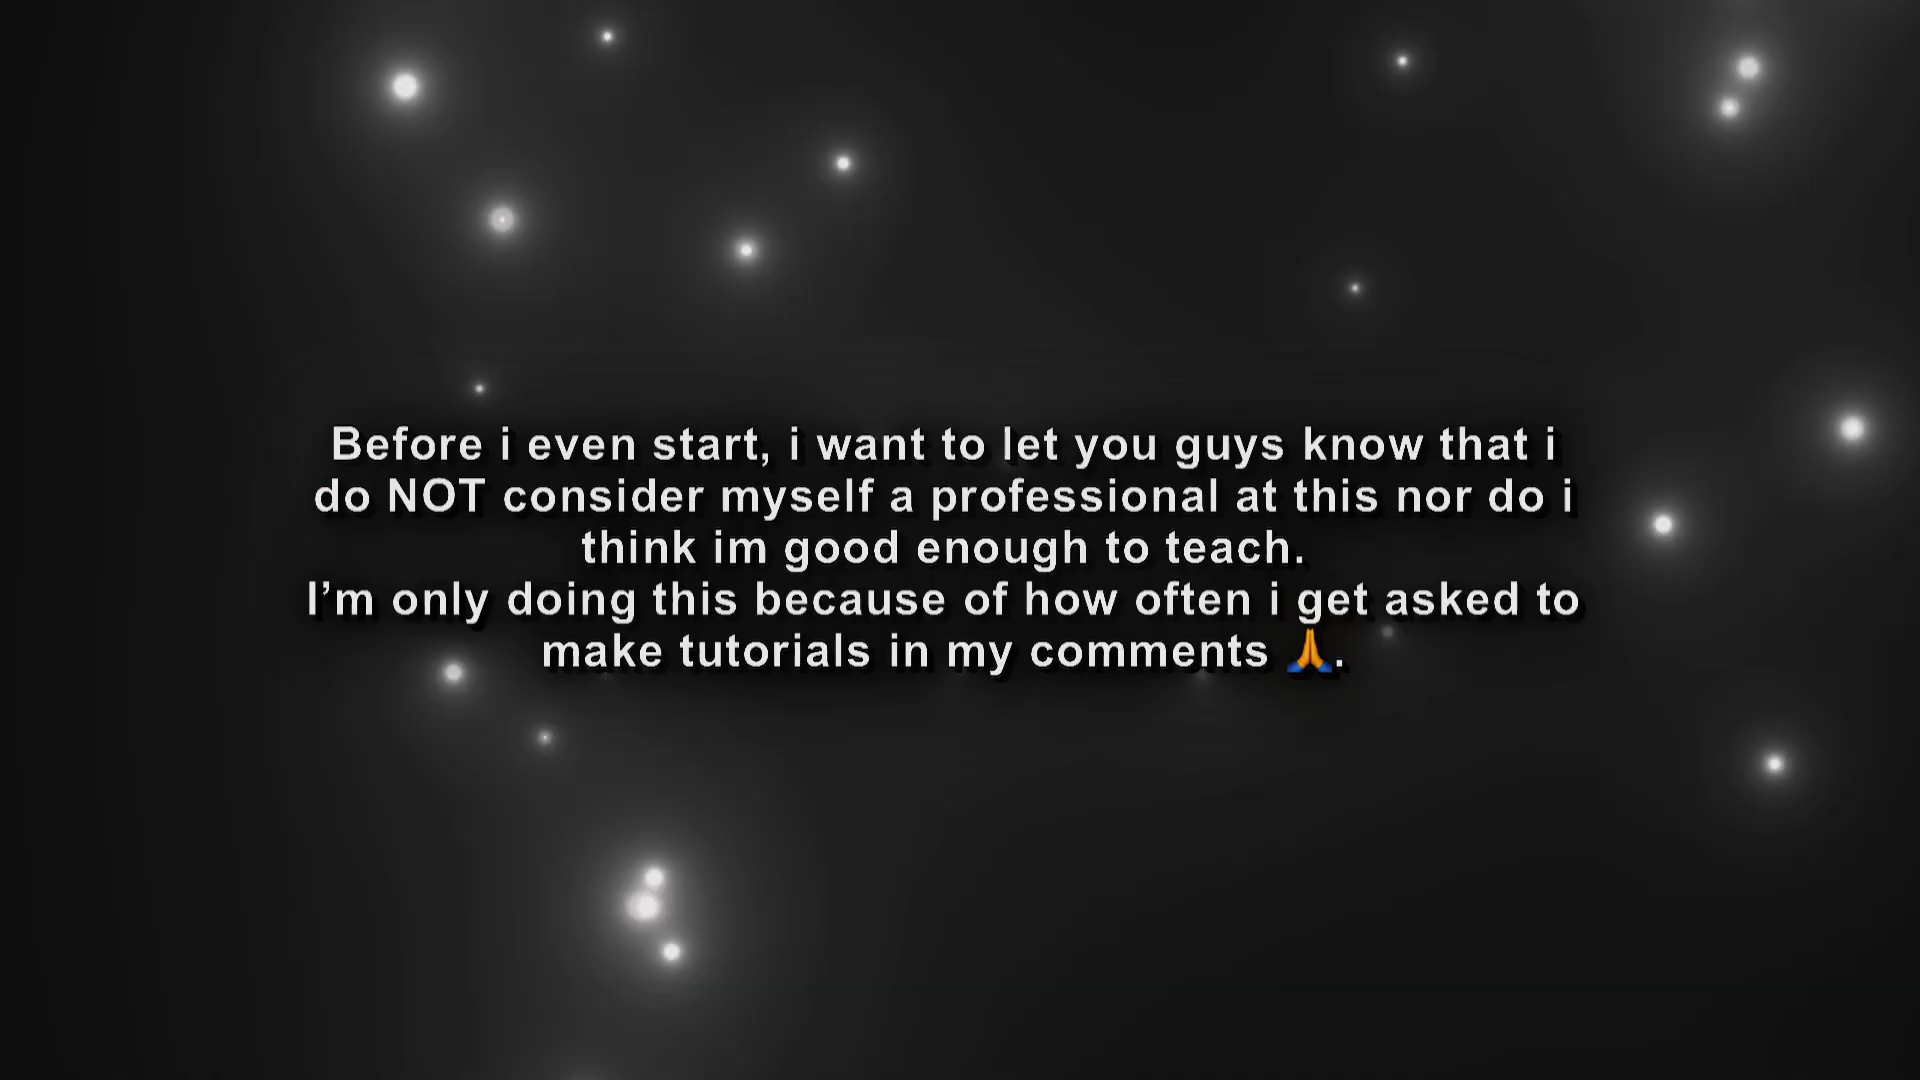 Before i even start, i want to let you guys know that i
do NOT consider myself a professional at this nor do i
think im good enough to teach.
I’m only doing this because of how often i get asked to
make tutorials in my comments 🙏.